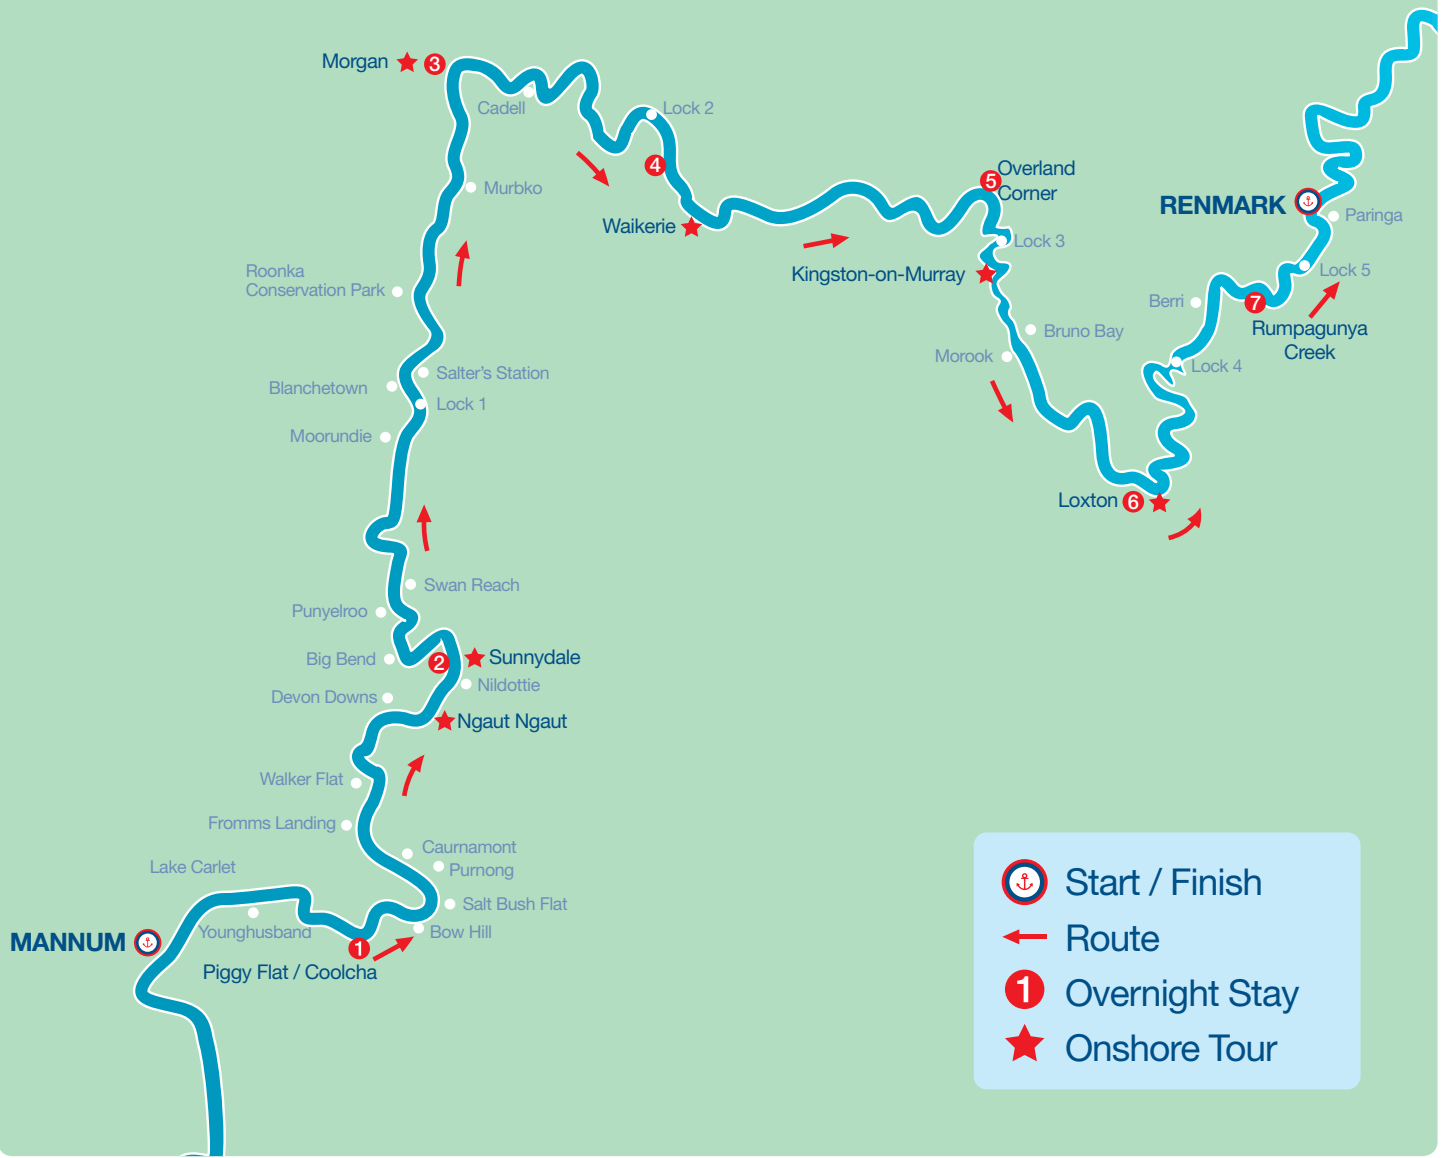 Morgan 3
Cadell
Lock 2
4
Murbko
Overland
5
Corner
RENMARK
Paringa
Waikerie
Lock 3
Kingston-on-Murray
Lock 5
Roonka
Conservation Park
Berri
7
Rumpagunya
Creek
Bruno Bay
Morook
Lock 4
Salter's Station
Blanchetown
Lock 1
Moorundie
Loxton 6
Swan Reach
Punyelroo
Big Bend
2
Sunnydale
Nildottie
Devon Downs
Ngaut Ngaut
Walker Flat
Fromms Landing
Caurnamont
Purnong
Lake Carlet
Salt Bush Flat
Younghusband
Bow Hill
MANNUM
1
Piggy Flat / Coolcha
Start / Finish
Route
1 Overnight Stay
Onshore Tour